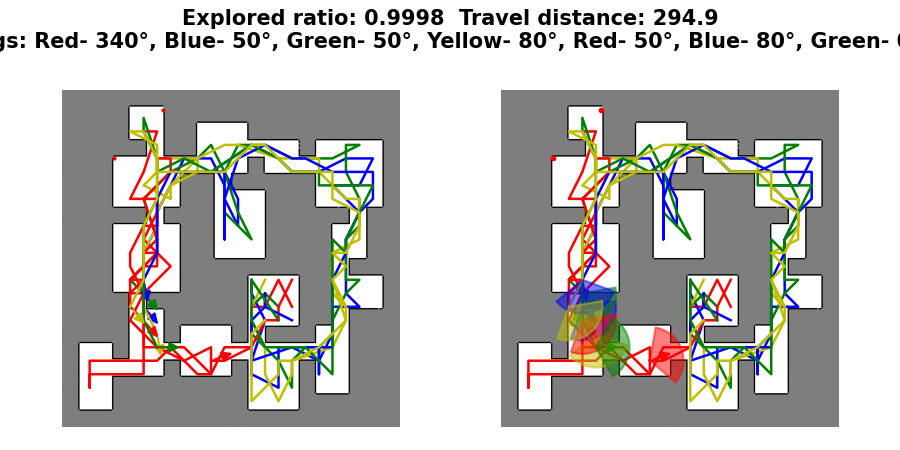 Explored ratio: 0.9998  Travel distance: 294.9
gs: Red- 340°, Blue- 50°, Green- 50°, Yellow- 80°, Red- 50°, Blue- 80°, Green-